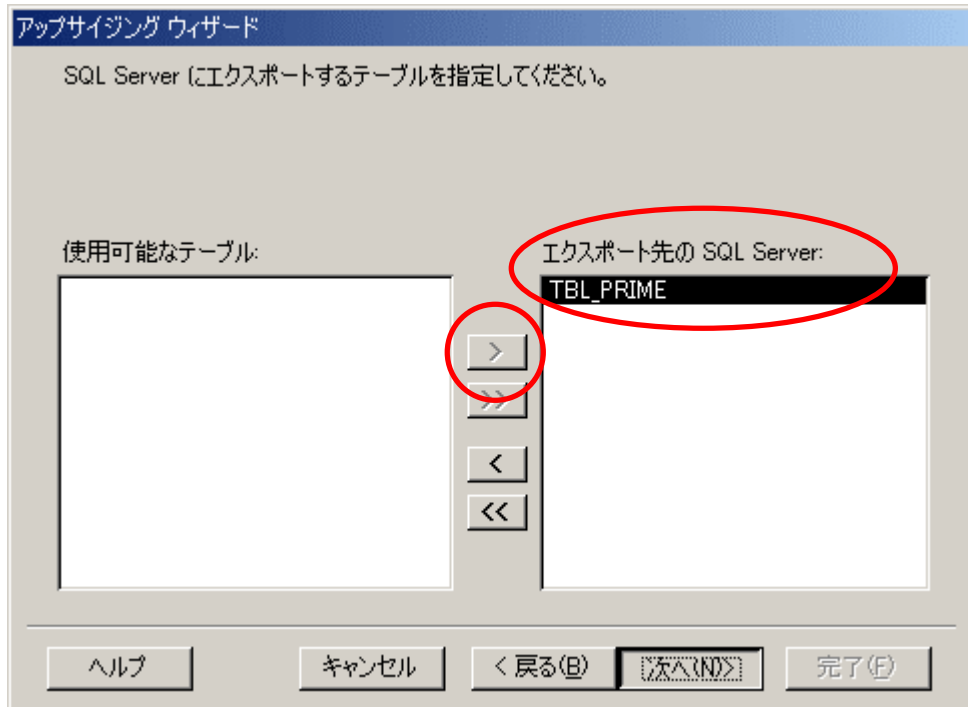 アップサイジング ウィザード
SQL Server にエクスポートするテーブルを指定してください。
使用可能なテーブル:
エクスポート先の SQL Server:
TBL_PRIME
>
>>
<
<<
ヘルプ
キャンセル
< 戻る(B)
次へ(N)>
完了(F)